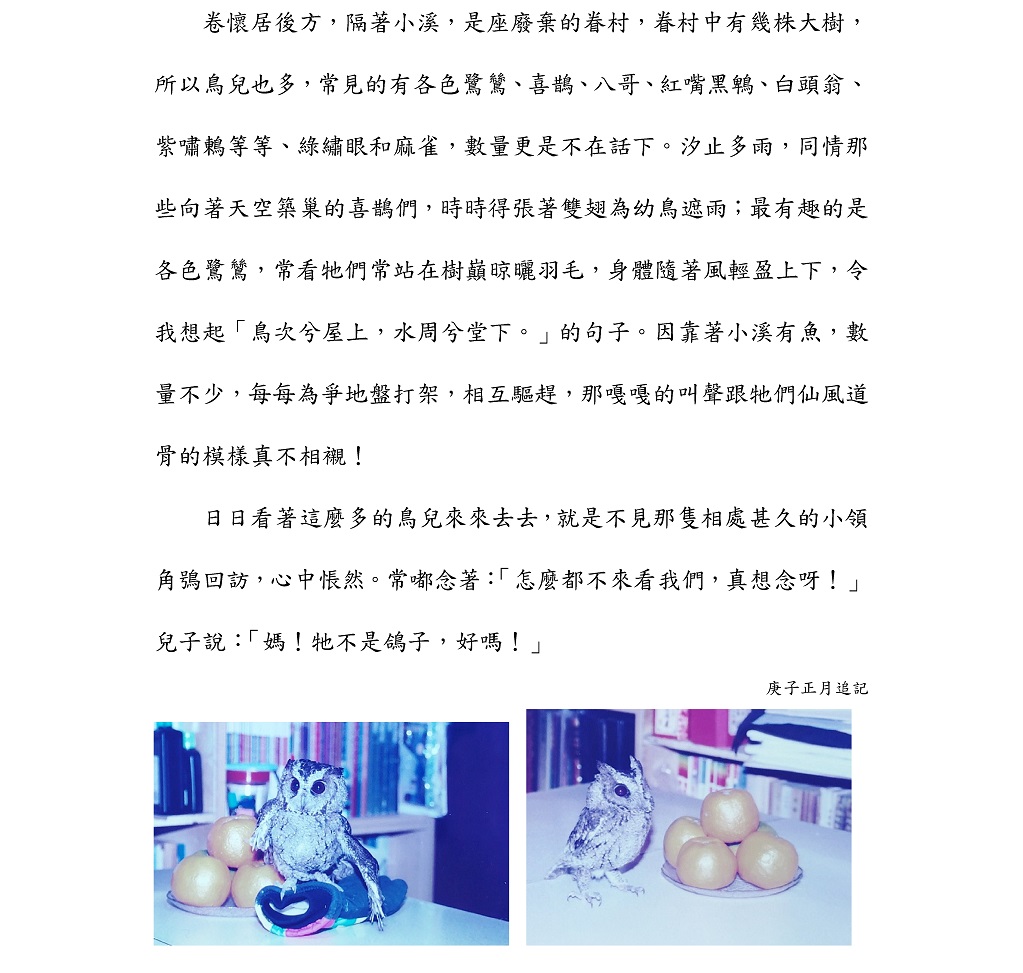 卷懷居後方，隔著小溪，是座廢棄的眷村，眷村中有幾株大樹，
所以鳥兒也多，常見的有各色鷺鷥、喜鵲、八哥、紅嘴黑鵯、白頭翁、
紫嘯鶇等等、綠繡眼和麻雀，數量更是不在話下。汐止多雨，同情那
些向著天空築巢的喜鵲們，時時得張著雙翅為幼鳥遮雨；最有趣的是
各色鷺鷥，常看牠們常站在樹巔晾曬羽毛，身體隨著風輕盈上下，令
我想起「鳥次兮屋上，水周兮堂下。」的句子。因靠著小溪有魚，數
量不少，每每為爭地盤打架，相互驅趕，那嘎嘎的叫聲跟牠們仙風道
骨的模樣真不相襯！
日日看著這麼多的鳥兒來來去去，就是不見那隻相處甚久的小領
角鴞回訪，心中悵然。常嘟念著：「怎麼都不來看我們，真想念呀！」
兒子說：「媽！牠不是鴿子，好嗎！」
庚子正月追記